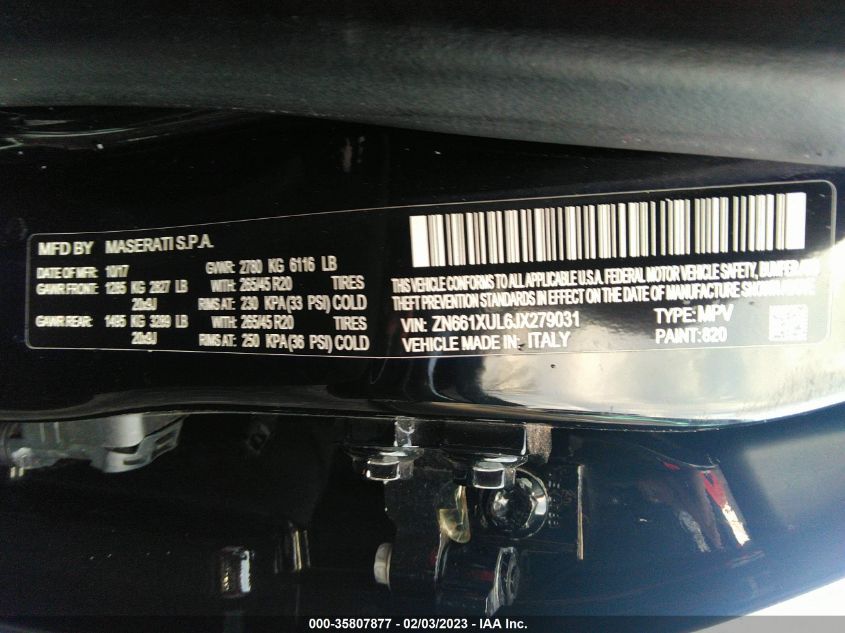 MFD BY MASERATI S.P.A.
DATE OF MFR: 10/17 GVWR: 2780 KG 6116 LB
GAWR FRONT: 1285 KG 2827 LB WITH: 265/45 R20 TIRES
20x9J RIMS AT: 230 KPA (33 PSI) COLD
GAWR REAR: 1495 KG 3289 LB WITH: 265/45 R20 TIRES
20x9J RIMS AT: 250 KPA (36 PSI) COLD
THIS VEHICLE CONFORMS TO ALL APPLICABLE U.S.A. FEDERAL MOTOR VEHICLE SAFETY, BUMPER AND
THEFT PREVENTION STANDARDS IN EFFECT ON THE DATE OF MANUFACTURE SHOWN ABOVE.
VIN: ZN661XUL6JX279031 TYPE: MPV
VEHICLE MADE IN: ITALY PAINT: 820
000-35807877 — 02/03/2023 - IAA Inc.